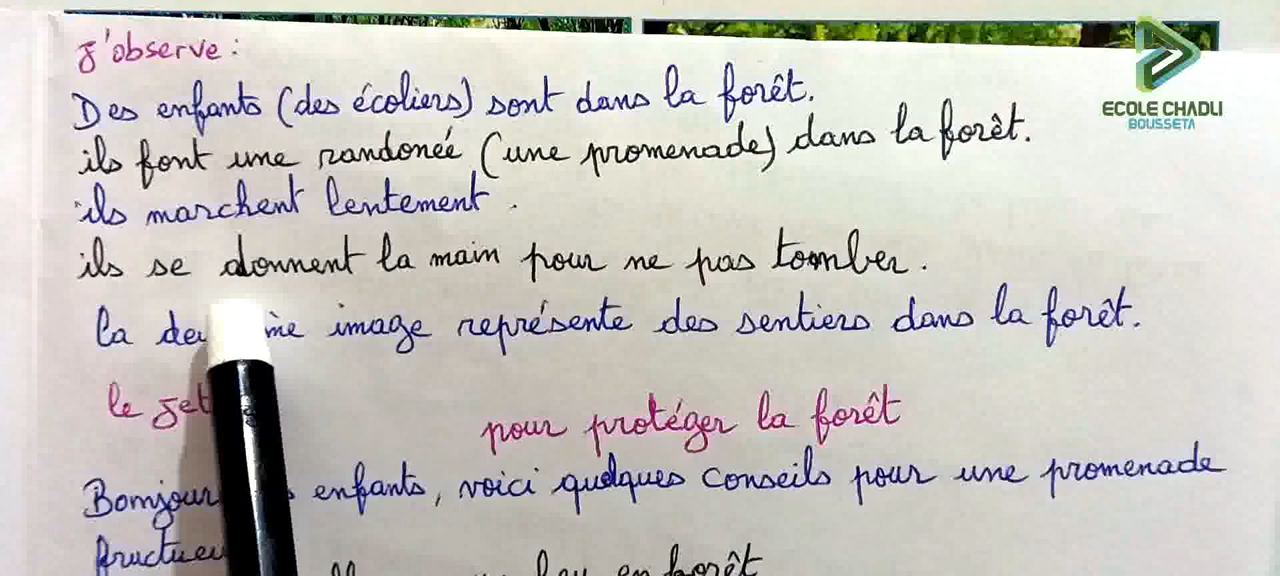 J'observe :
Des enfants (des écoliers) sont dans la forêt.
ils font une randonée (une promenade) dans la forêt.
ils marchent lentement.
ils se donnent la main pour ne pas tomber.
la image représente des sentiers dans la forêt.
le
pour protéger la forêt
Bonjour enfants, voici quelques conseils pour une promenade
en forêt
ECOLE CHADLI
BOUSSETA